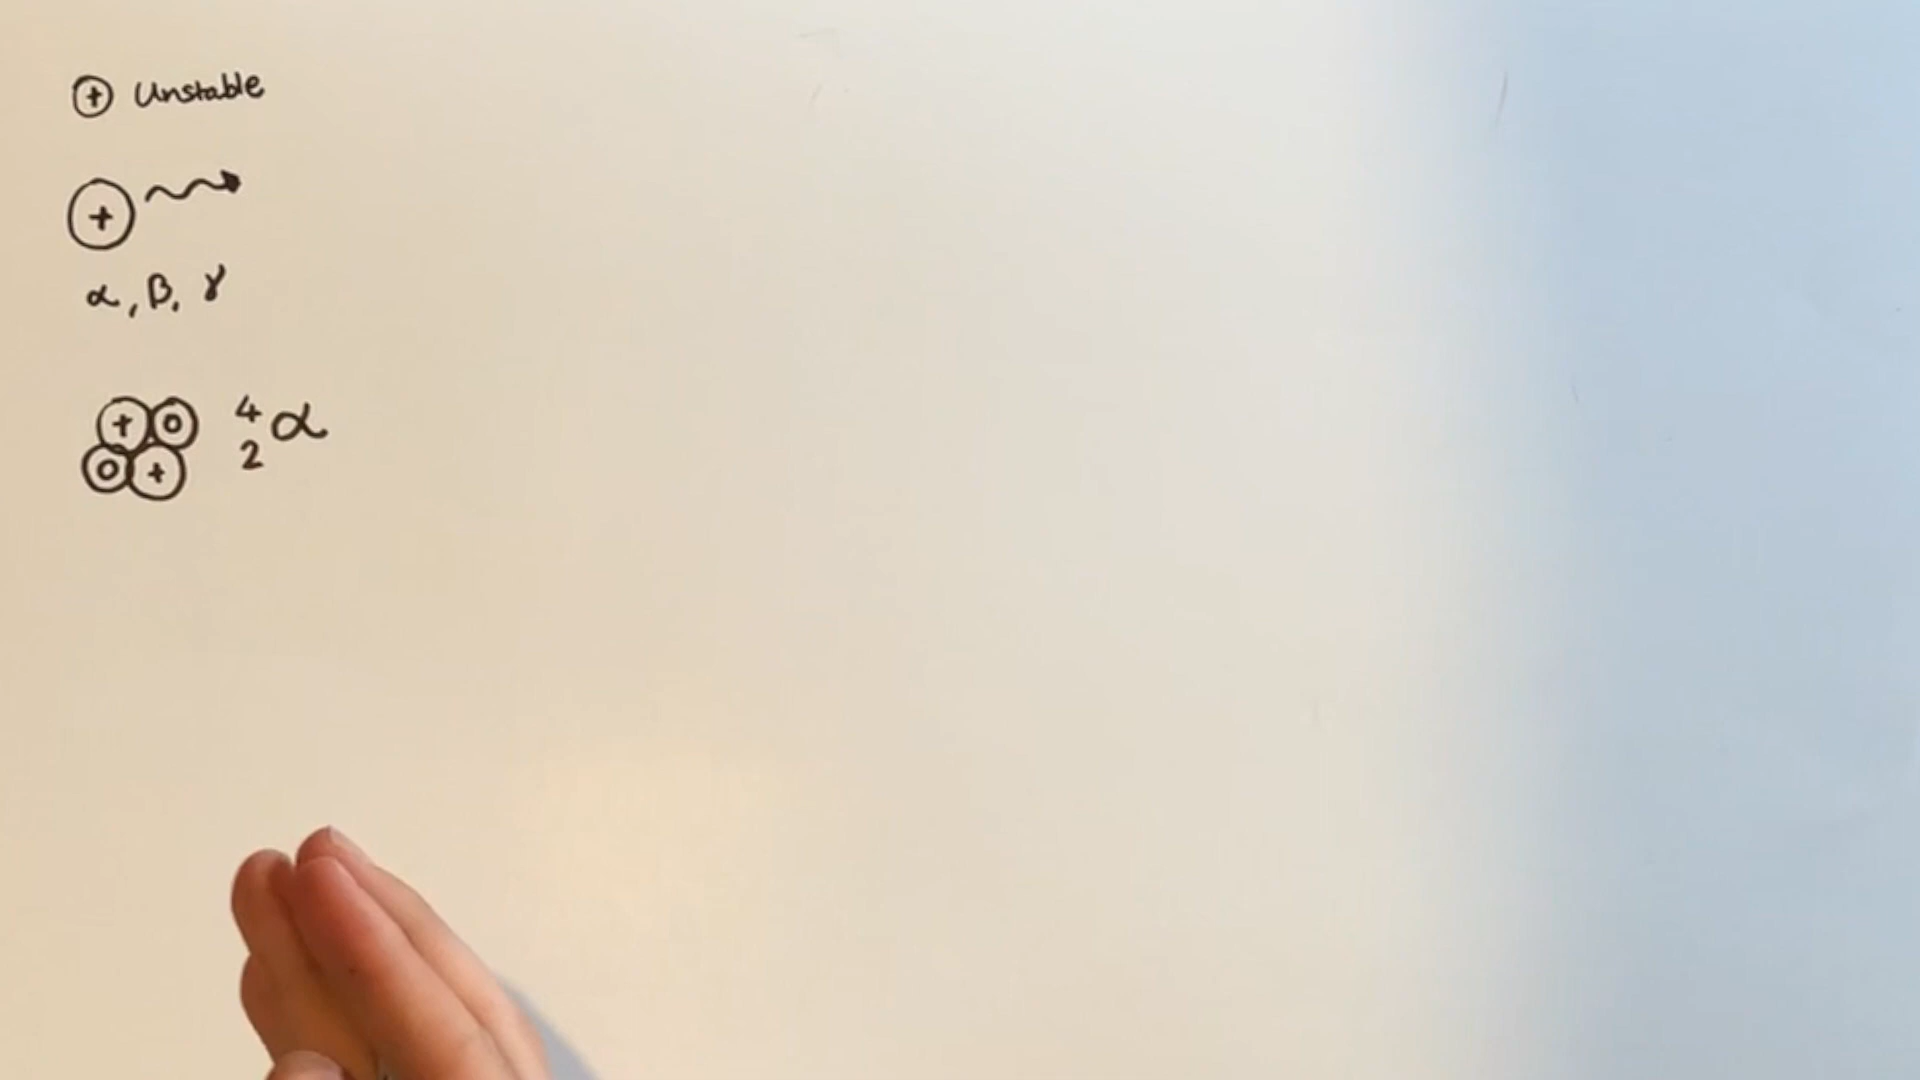 + Unstable
+
α, β, γ
+ 0 4 α
0 + 2